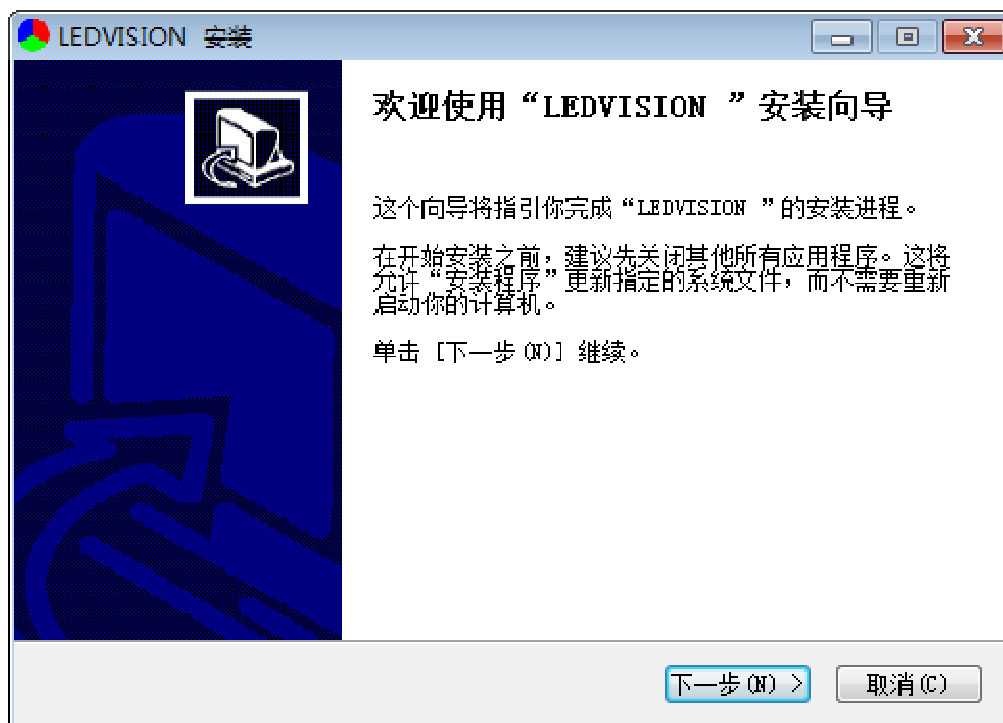 LEDVISION 安装
欢迎使用“LEDVISION ”安装向导
这个向导将指引你完成“LEDVISION ”的安装进程。
在开始安装之前，建议先关闭其他所有应用程序。这将
允许“安装程序”更新指定的系统文件，而不需要重新
启动你的计算机。
单击 [下一步(N)] 继续。
下一步(N) >
取消(C)